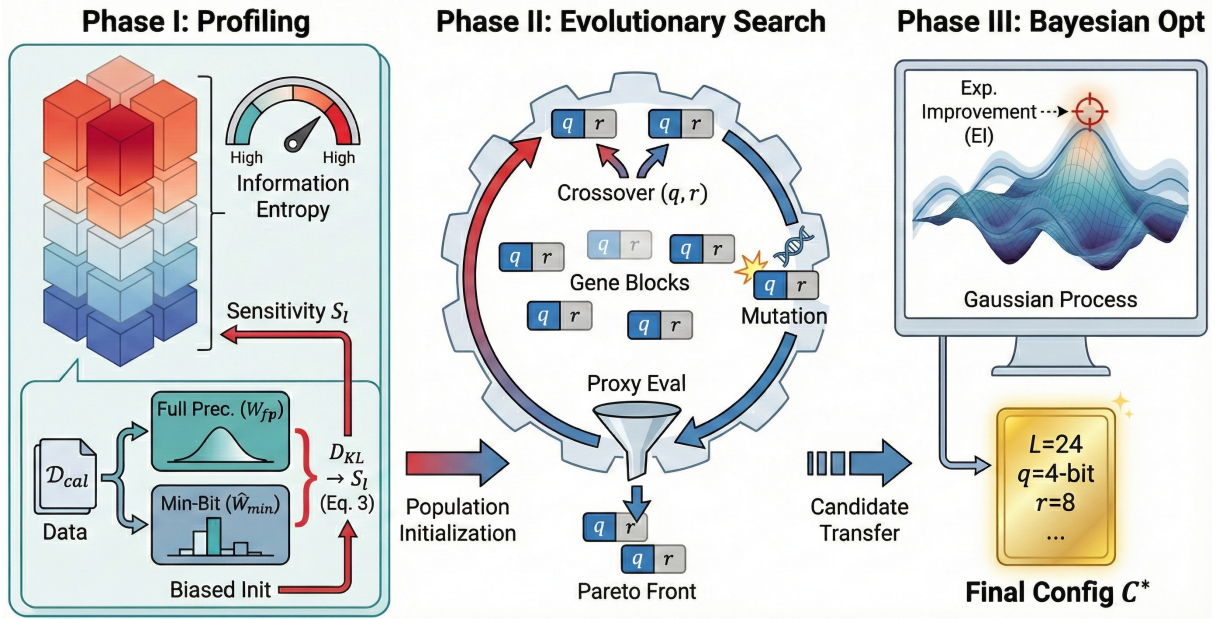 Phase I: Profiling
High
High
Information
Entropy
Sensitivity S_l
Full Prec. (W_fp)
D_cal
Data
Min-Bit (Ŵ_min)
D_KL
→ S_l
(Eq. 3)
Biased Init
Population
Initialization
Phase II: Evolutionary Search
q r
q r
Crossover (q, r)
q r
q r
q r
Gene Blocks
q r
q r
q r
Mutation
Proxy Eval
q r
q r
Pareto Front
Candidate
Transfer
Phase III: Bayesian Opt
Exp.
Improvement
(EI)
Gaussian Process
L=24
q=4-bit
r=8
...
Final Config C*